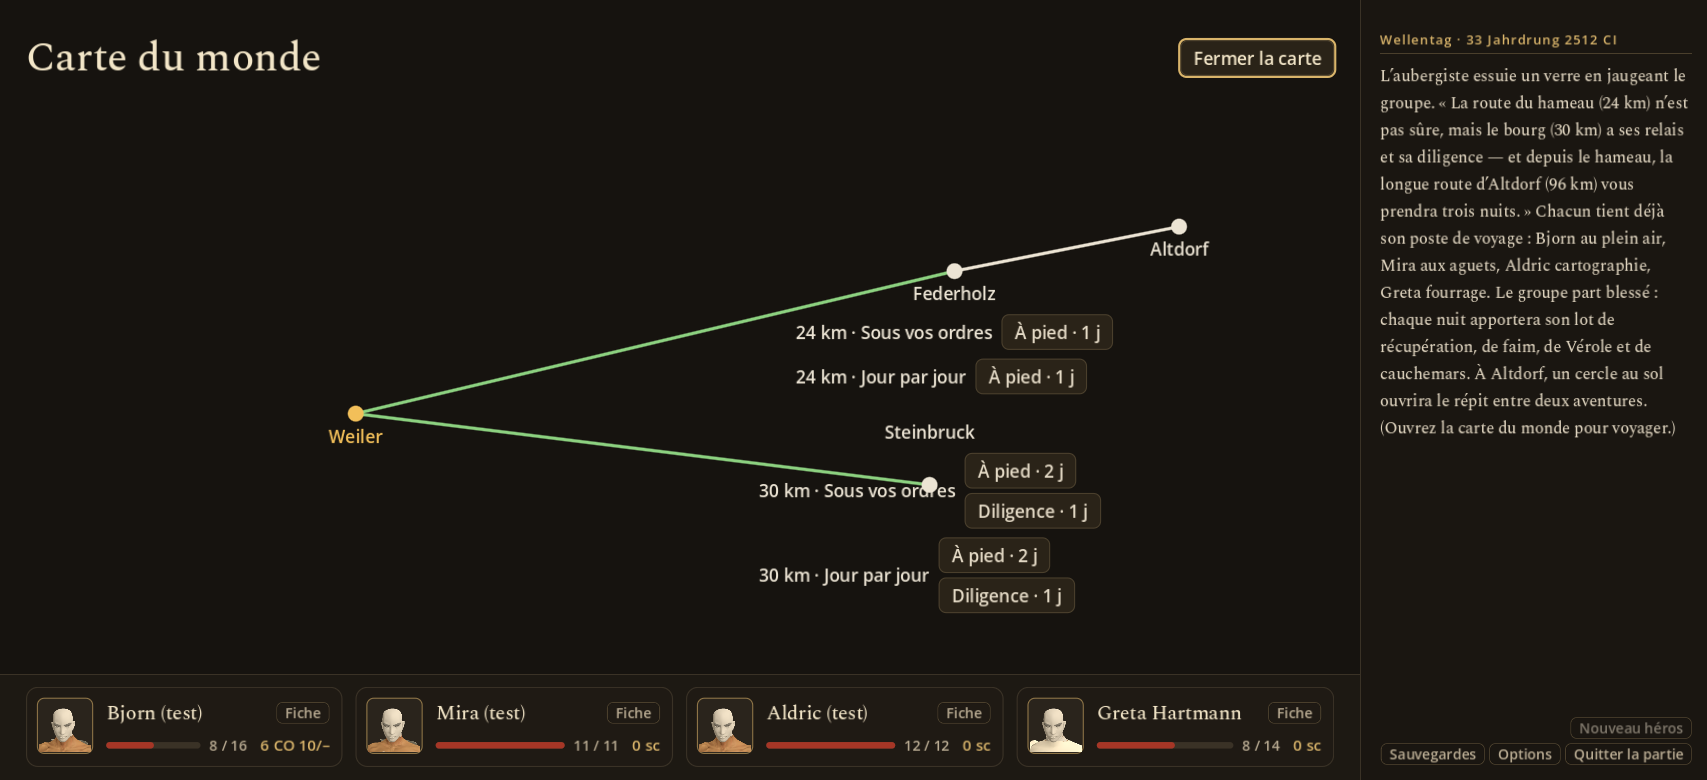 Carte du monde
Fermer la carte
Altdorf
Federholz
24 km · Sous vos ordres À pied · 1 j
24 km · Jour par jour À pied · 1 j
Weiler
Steinbruck
À pied · 2 j
30 km · Sous vos ordres
Diligence · 1 j
À pied · 2 j
30 km · Jour par jour
Diligence · 1 j
Wellentag · 33 Jahrdrung 2512 CI
L’aubergiste essuie un verre en jaugeant le
groupe. « La route du hameau (24 km) n’est
pas sûre, mais le bourg (30 km) a ses relais
et sa diligence — et depuis le hameau, la
longue route d’Altdorf (96 km) vous
prendra trois nuits. » Chacun tient déjà
son poste de voyage : Bjorn au plein air,
Mira aux aguets, Aldric cartographie,
Greta fourrage. Le groupe part blessé :
chaque nuit apportera son lot de
récupération, de faim, de Vérole et de
cauchemars. À Altdorf, un cercle au sol
ouvrira le répit entre deux aventures.
(Ouvrez la carte du monde pour voyager.)
Bjorn (test) Fiche
8 / 16 6 CO 10/–
Mira (test) Fiche
11 / 11 0 sc
Aldric (test) Fiche
12 / 12 0 sc
Greta Hartmann Fiche
8 / 14 0 sc
Nouveau héros
Sauvegardes Options Quitter la partie